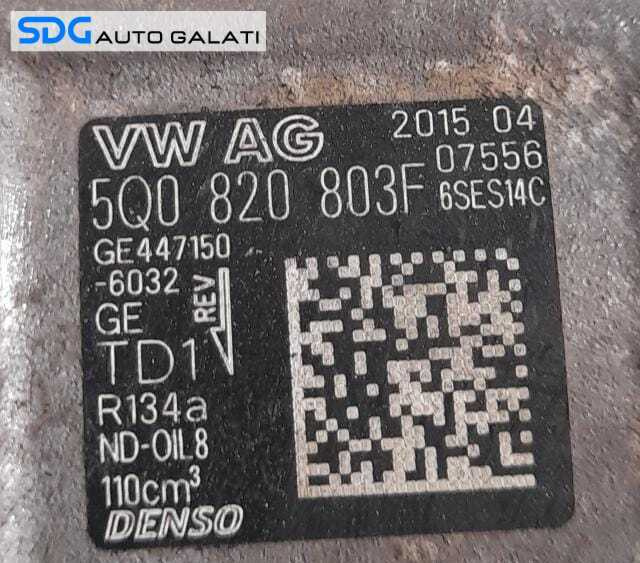 SDG AUTO GALATI
VW AG 2015 04
07556
5Q0 820 803F 6SES14C
GE447150
-6032
GE REV
TD1
R134a
ND-OIL8
110cm³
DENSO